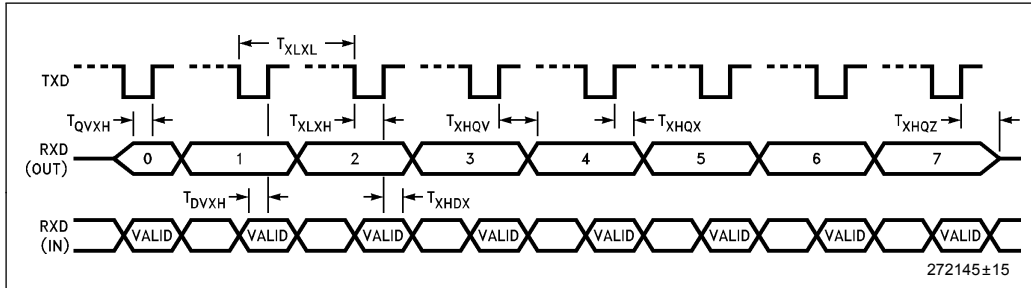 T_XLXL
TXD
T_QVXH T_XLXH T_XHQV T_XHQX T_XHQZ
RXD
(OUT)
0 1 2 3 4 5 6 7
T_DVXH T_XHDX
RXD
(IN)
VALID VALID VALID VALID VALID VALID VALID VALID
272145±15